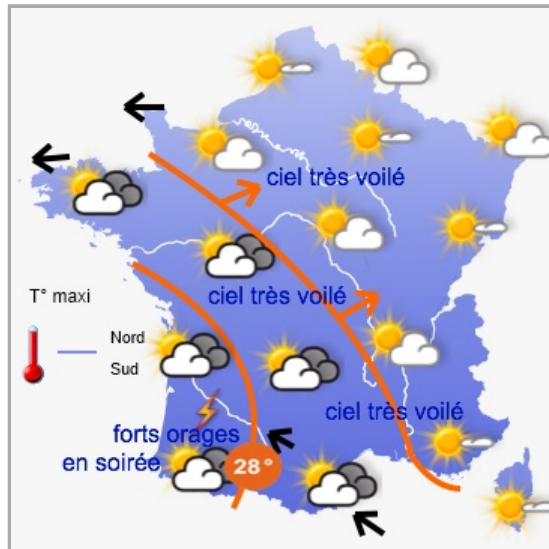 ciel très voilé
ciel très voilé
T° maxi
Nord
Sud
ciel très voilé
forts orages
en soirée
28°